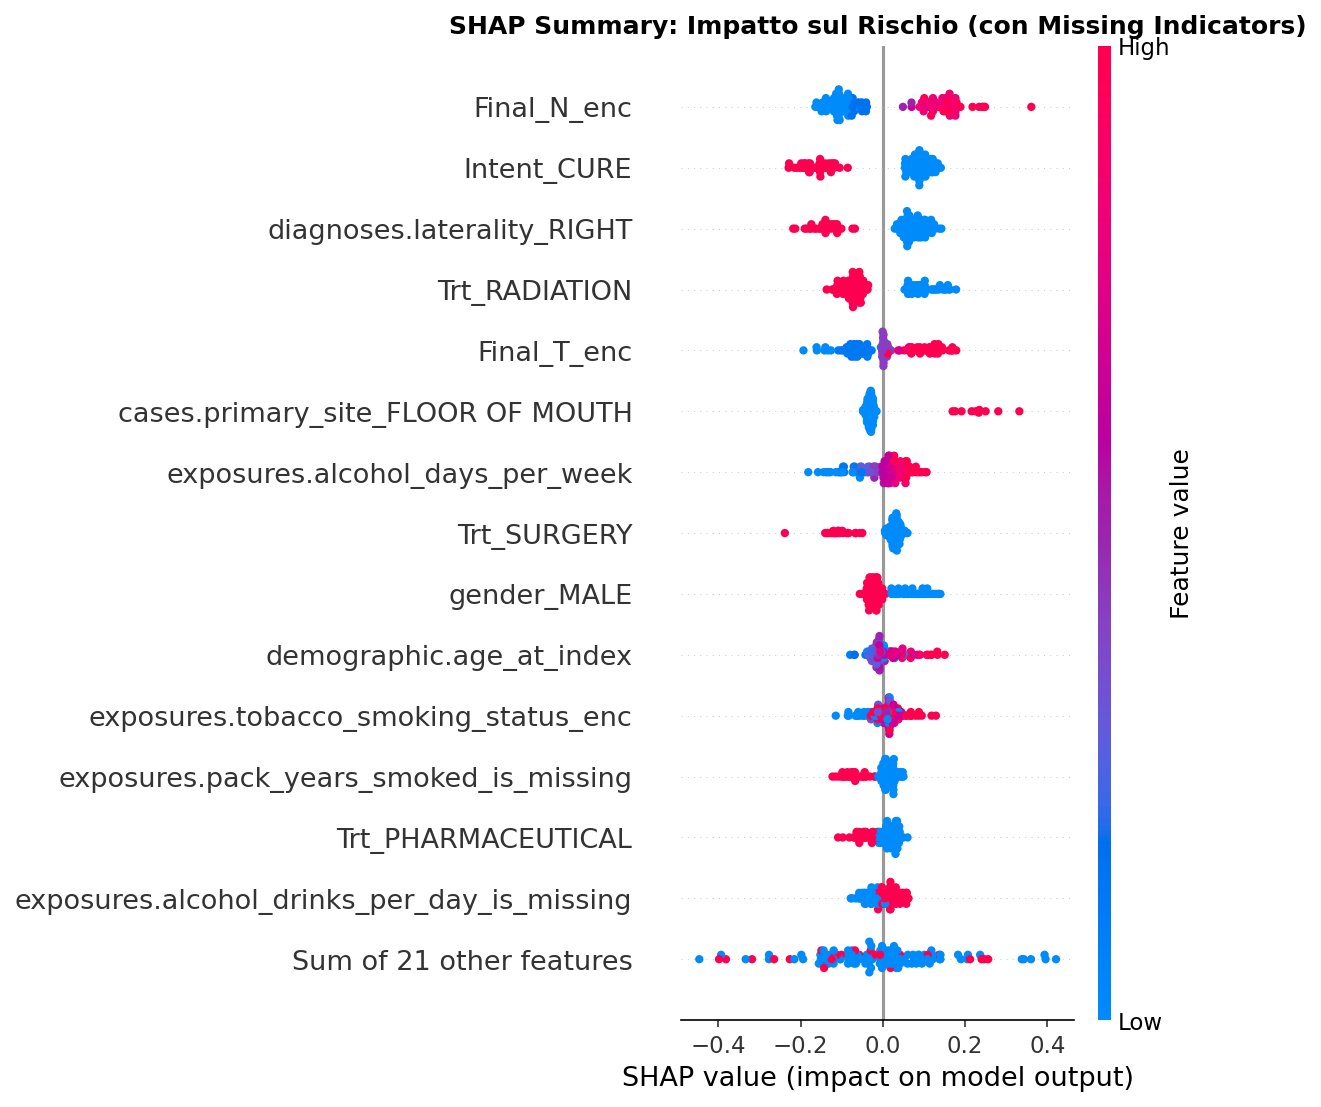 SHAP Summary: Impatto sul Rischio (con Missing Indicators)
High
Final_N_enc
Intent_CURE
diagnoses.laterality_RIGHT
Trt_RADIATION
Final_T_enc
cases.primary_site_FLOOR OF MOUTH
exposures.alcohol_days_per_week
Trt_SURGERY
gender_MALE
demographic.age_at_index
exposures.tobacco_smoking_status_enc
exposures.pack_years_smoked_is_missing
Trt_PHARMACEUTICAL
exposures.alcohol_drinks_per_day_is_missing
Sum of 21 other features
Feature value
Low
−0.4 −0.2 0.0 0.2 0.4
SHAP value (impact on model output)